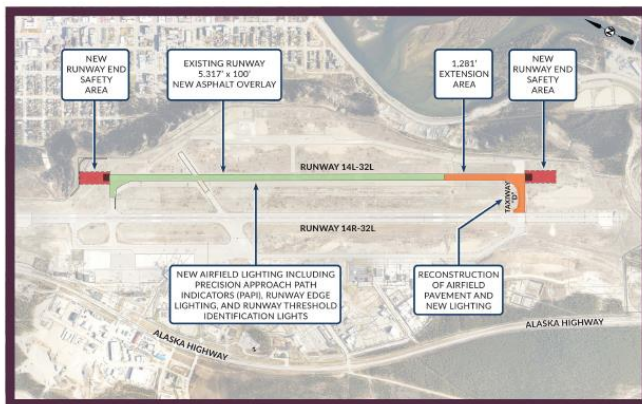 NEW
RUNWAY END
SAFETY
AREA
EXISTING RUNWAY
5.317' x 100'
NEW ASPHALT OVERLAY
1,281'
EXTENSION
AREA
NEW
RUNWAY END
SAFETY
AREA
RUNWAY 14L-32L
TAXIWAY
"D"
RUNWAY 14R-32L
NEW AIRFIELD LIGHTING INCLUDING
PRECISION APPROACH PATH
INDICATORS (PAPI), RUNWAY EDGE
LIGHTING, AND RUNWAY THRESHOLD
IDENTIFICATION LIGHTS
RECONSTRUCTION
OF AIRFIELD
PAVEMENT AND
NEW LIGHTING
ALASKA HIGHWAY
ALASKA HIGHWAY